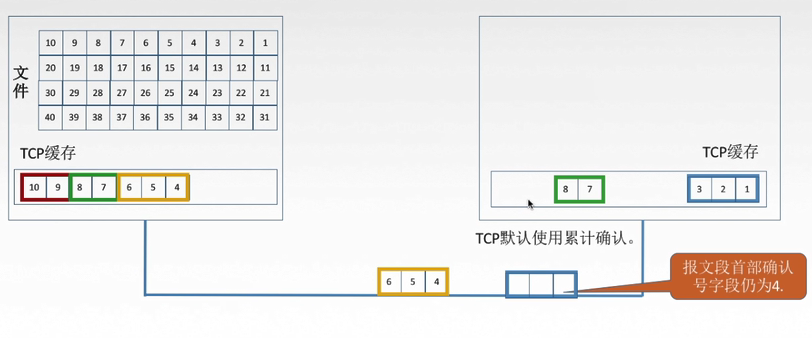 文件
10 9 8 7 6 5 4 3 2 1
20 19 18 17 16 15 14 13 12 11
30 29 28 27 26 25 24 23 22 21
40 39 38 37 36 35 34 33 32 31
TCP缓存
10 9 8 7 6 5 4
TCP缓存
8 7
3 2 1
TCP默认使用累计确认。
6 5 4
报文段首部确认
号字段仍为4.